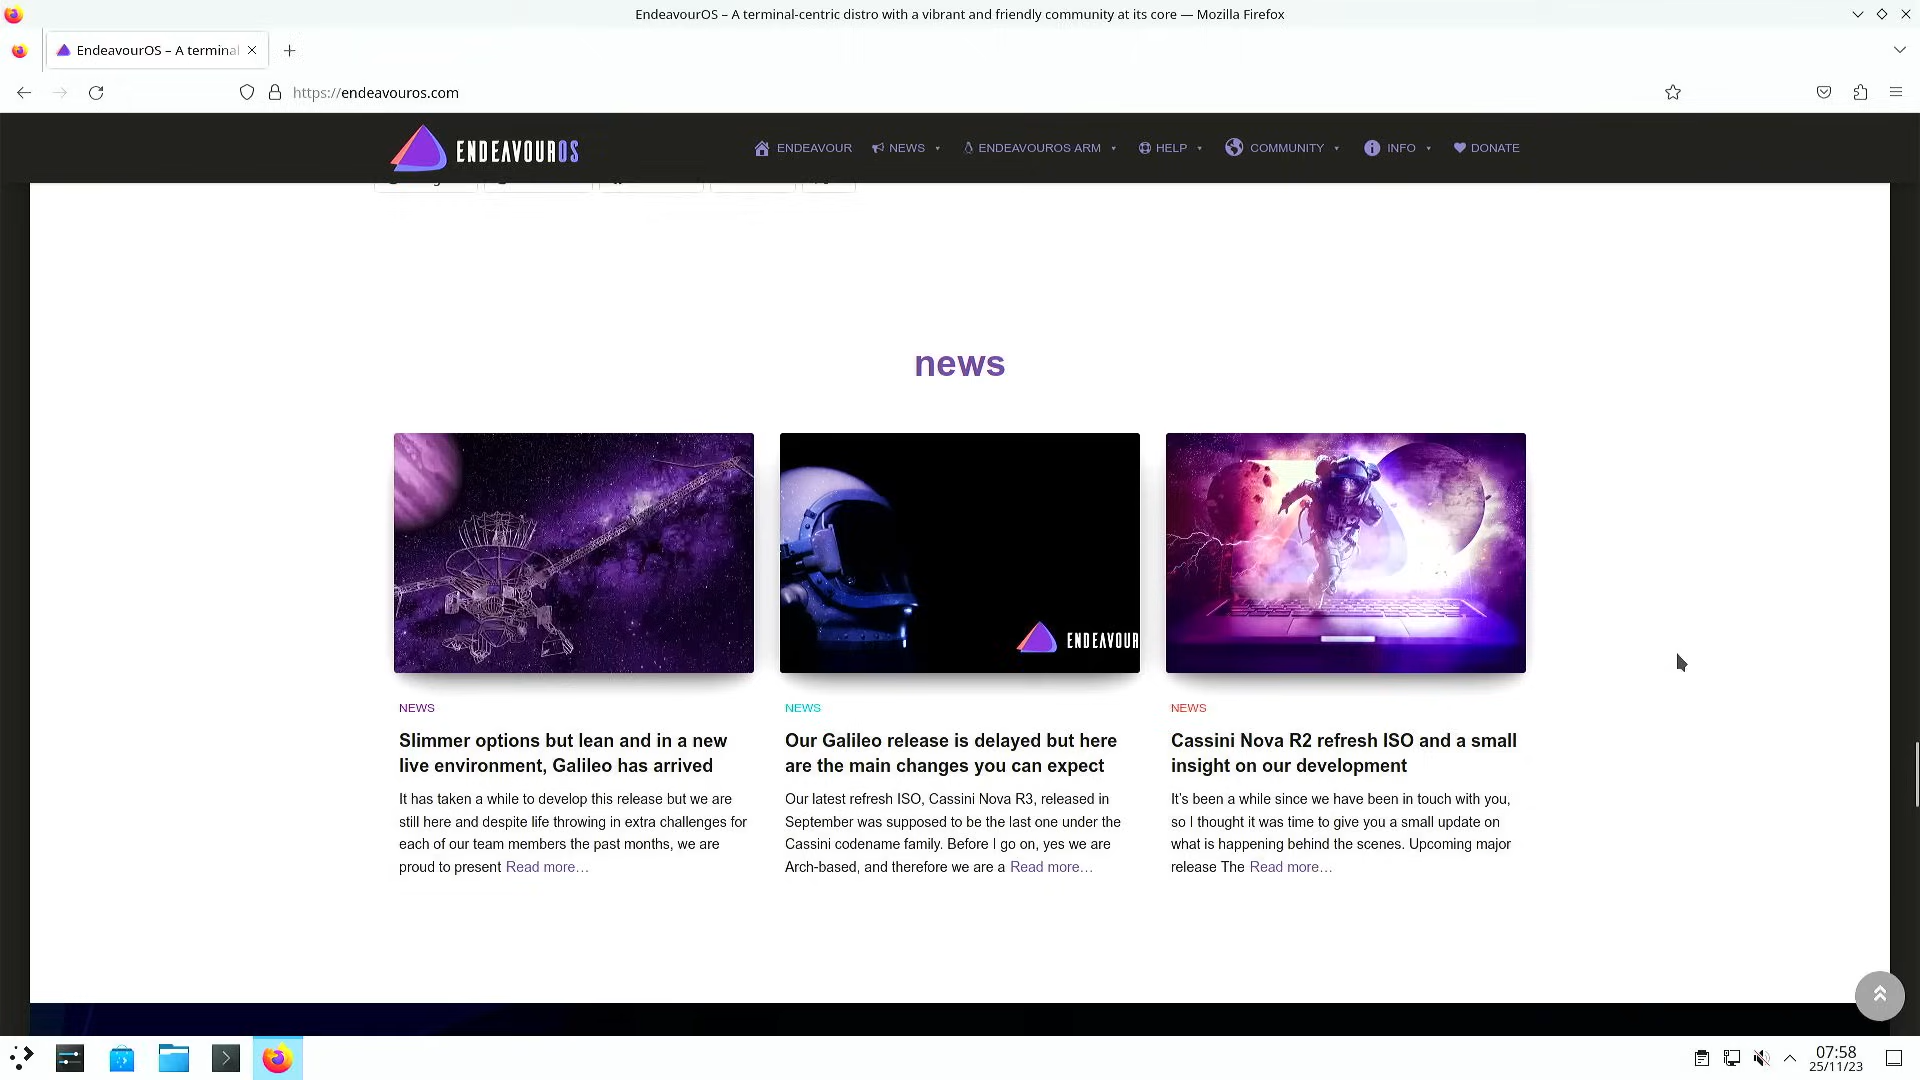 EndeavourOS – A terminal-centric distro with a vibrant and friendly community at its core — Mozilla Firefox
EndeavourOS – A terminal
https://endeavouros.com
ENDEAVOUROS
ENDEAVOUR
NEWS
ENDEAVOUROS ARM
HELP
COMMUNITY
INFO
DONATE
news
ENDEAVOUR
NEWS
Slimmer options but lean and in a new
live environment, Galileo has arrived
It has taken a while to develop this release but we are
still here and despite life throwing in extra challenges for
each of our team members the past months, we are
proud to present Read more…
NEWS
Our Galileo release is delayed but here
are the main changes you can expect
Our latest refresh ISO, Cassini Nova R3, released in
September was supposed to be the last one under the
Cassini codename family. Before I go on, yes we are
Arch-based, and therefore we are a Read more…
NEWS
Cassini Nova R2 refresh ISO and a small
insight on our development
It's been a while since we have been in touch with you,
so I thought it was time to give you a small update on
what is happening behind the scenes. Upcoming major
release The Read more…
07:58
25/11/23